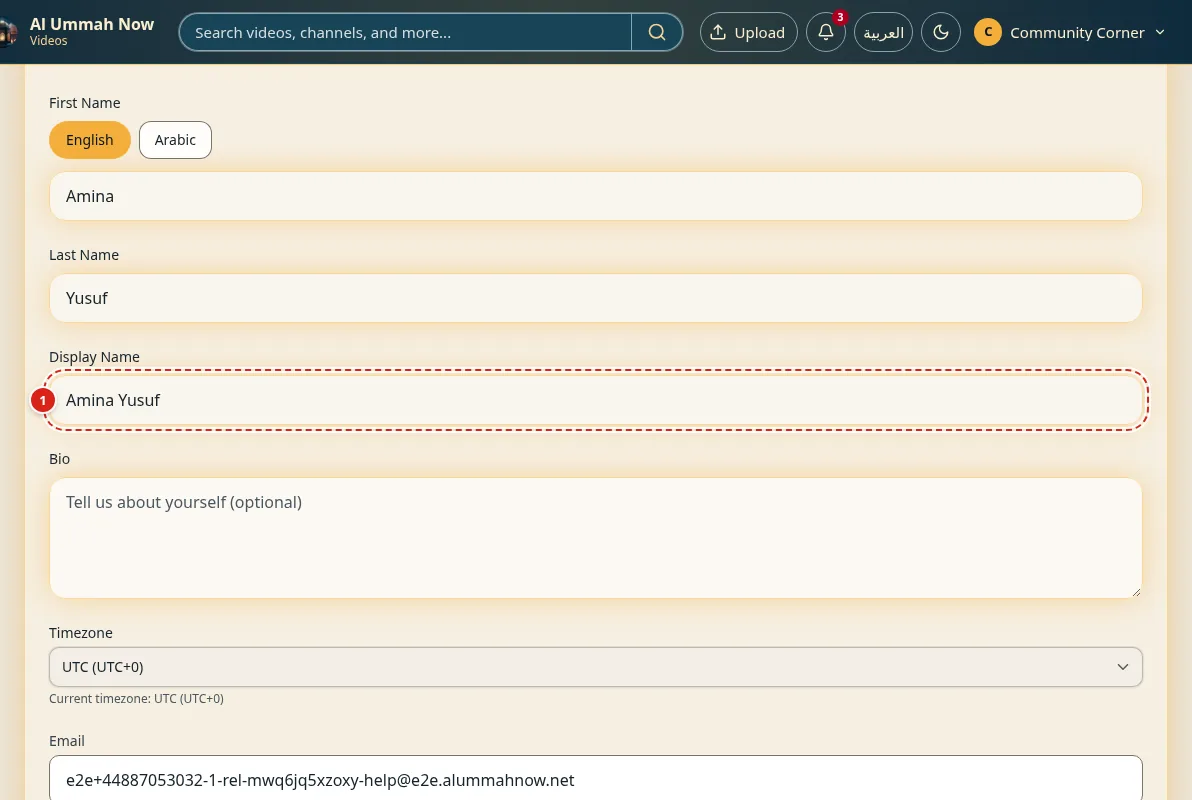 Al Ummah Now
Videos
Search videos, channels, and more...
Upload
3
العربية
C
Community Corner
First Name
English
Arabic
Amina
Last Name
Yusuf
Display Name
1
Amina Yusuf
Bio
Tell us about yourself (optional)
Timezone
UTC (UTC+0)
Current timezone: UTC (UTC+0)
Email
e2e+44887053032-1-rel-mwq6jq5xzoxy-help@e2e.alummahnow.net